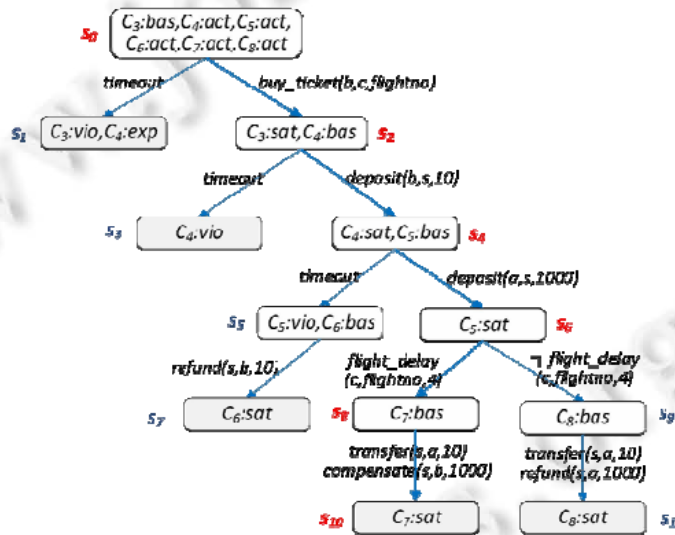 S0
C3:bas,C4:act,C5:act,
C6:act,C7:act,C8:act
timeout
buy_ticket(b,c,flightno)
S1
C3:vio,C4:exp
C3:sat,C4:bas
S2
timeout
deposit(b,s,10)
S3
C4:vio
C4:sat,C5:bas
S4
timeout
deposit(a,s,1000)
S5
C5:vio,C6:bas
C5:sat
S6
refund(s,b,10)
flight_delay
(c,flightno,4)
¬ flight_delay
(c,flightno,4)
S7
C6:sat
S8
C7:bas
C8:bas
S9
transfer(s,a,10)
compensate(s,b,1000)
transfer(s,a,10)
refund(s,a,1000)
S10
C7:sat
C8:sat